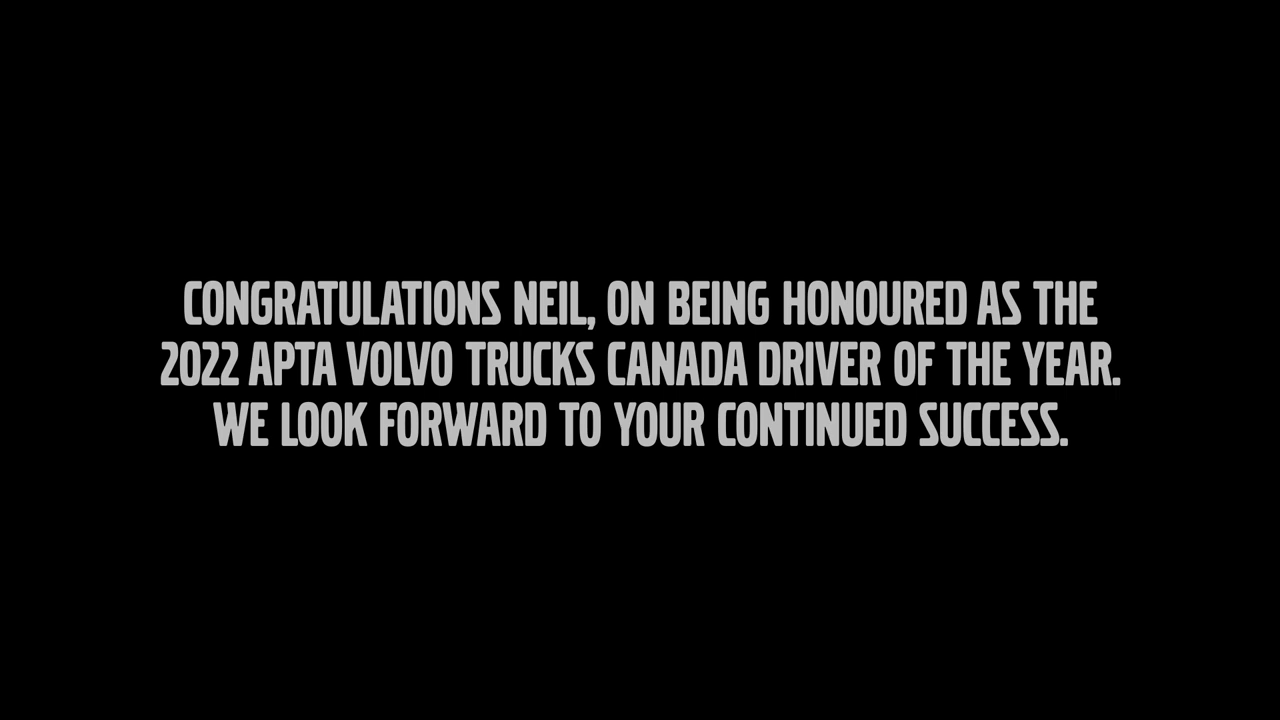 CONGRATULATIONS NEIL, ON BEING HONOURED AS THE
2022 APTA VOLVO TRUCKS CANADA DRIVER OF THE YEAR.
WE LOOK FORWARD TO YOUR CONTINUED SUCCESS.